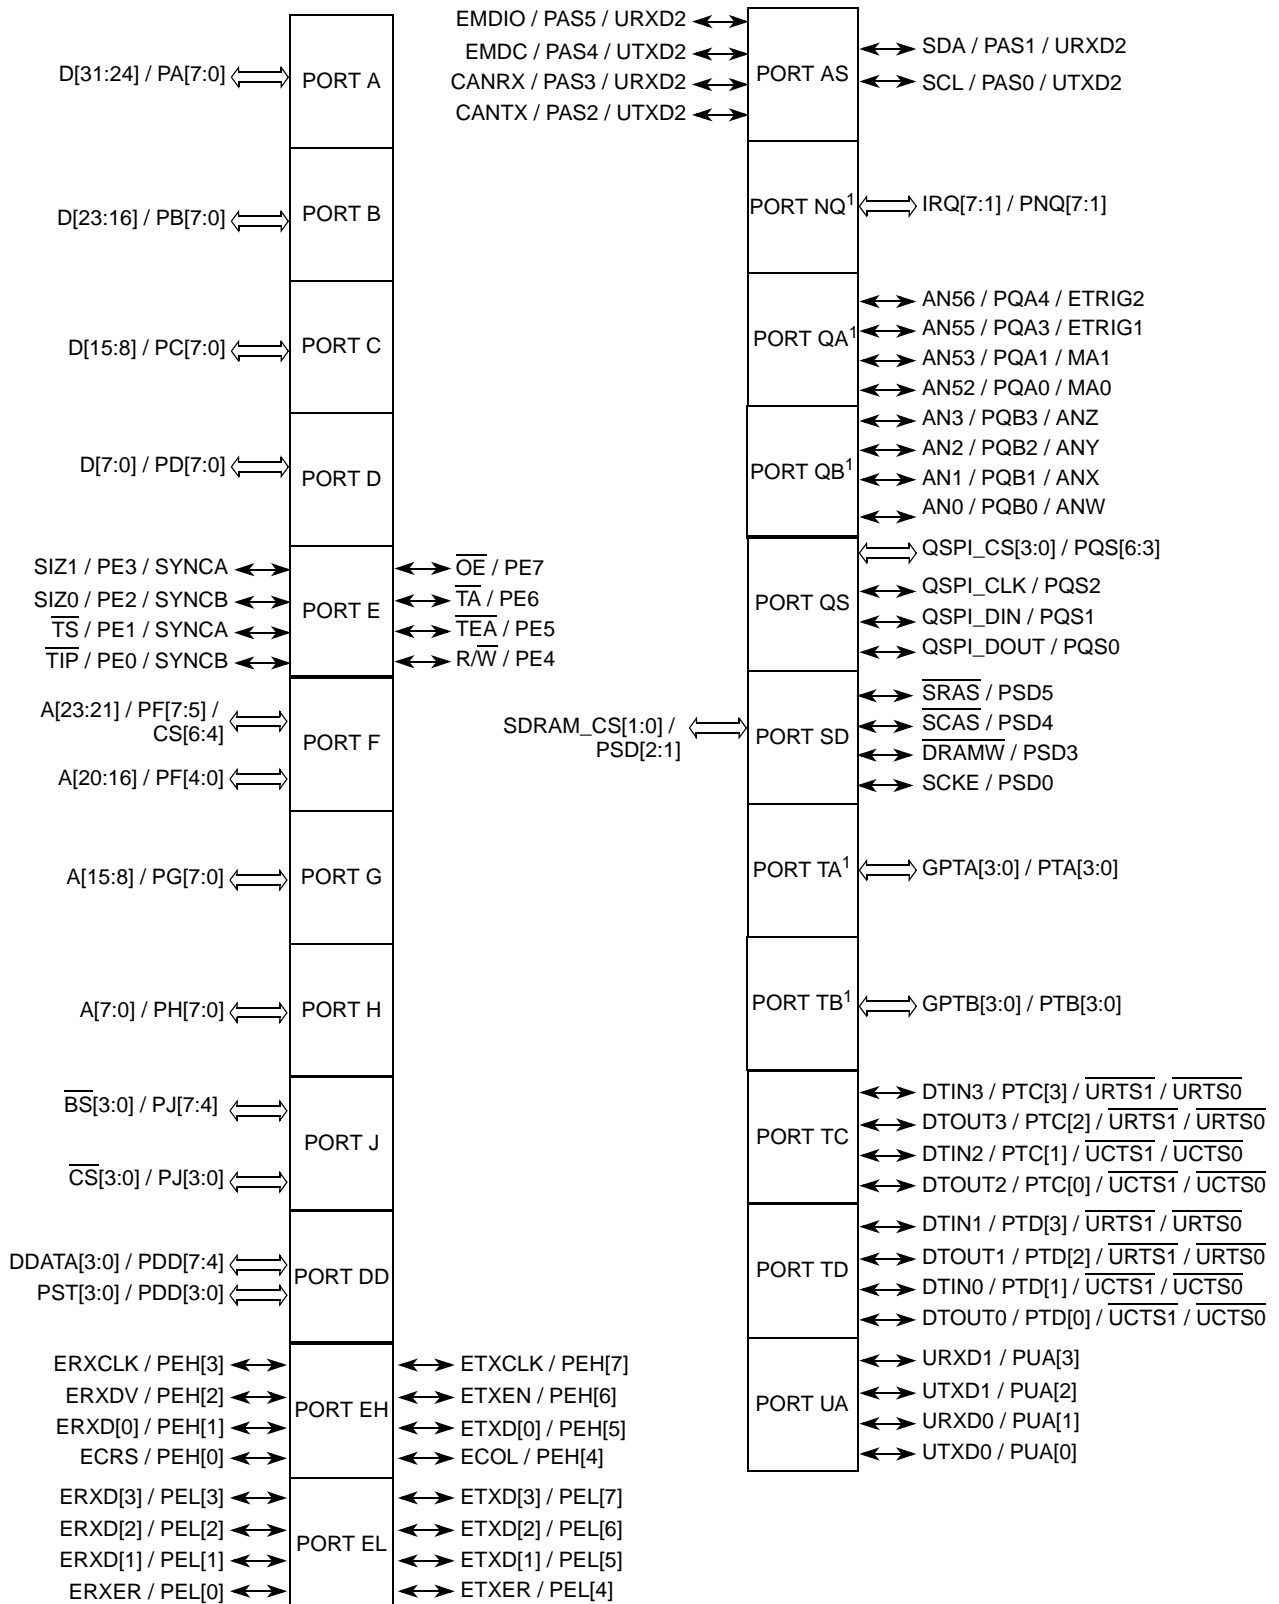 D[31:24] / PA[7:0]
PORT A
D[23:16] / PB[7:0]
PORT B
D[15:8] / PC[7:0]
PORT C
D[7:0] / PD[7:0]
PORT D
SIZ1 / PE3 / SYNCA
SIZ0 / PE2 / SYNCB
TS / PE1 / SYNCA
TIP / PE0 / SYNCB
PORT E
OE / PE7
TA / PE6
TEA / PE5
R/W / PE4
A[23:21] / PF[7:5] /
CS[6:4]
A[20:16] / PF[4:0]
PORT F
A[15:8] / PG[7:0]
PORT G
A[7:0] / PH[7:0]
PORT H
BS[3:0] / PJ[7:4]
CS[3:0] / PJ[3:0]
PORT J
DDATA[3:0] / PDD[7:4]
PST[3:0] / PDD[3:0]
PORT DD
ERXCLK / PEH[3]
ERXDV / PEH[2]
ERXD[0] / PEH[1]
ECRS / PEH[0]
PORT EH
ETXCLK / PEH[7]
ETXEN / PEH[6]
ETXD[0] / PEH[5]
ECOL / PEH[4]
ERXD[3] / PEL[3]
ERXD[2] / PEL[2]
ERXD[1] / PEL[1]
ERXER / PEL[0]
PORT EL
ETXD[3] / PEL[7]
ETXD[2] / PEL[6]
ETXD[1] / PEL[5]
ETXER / PEL[4]
EMDIO / PAS5 / URXD2
EMDC / PAS4 / UTXD2
CANRX / PAS3 / URXD2
CANTX / PAS2 / UTXD2
PORT AS
SDA / PAS1 / URXD2
SCL / PAS0 / UTXD2
PORT NQ1
IRQ[7:1] / PNQ[7:1]
PORT QA1
AN56 / PQA4 / ETRIG2
AN55 / PQA3 / ETRIG1
AN53 / PQA1 / MA1
AN52 / PQA0 / MA0
PORT QB1
AN3 / PQB3 / ANZ
AN2 / PQB2 / ANY
AN1 / PQB1 / ANX
AN0 / PQB0 / ANW
PORT QS
QSPI_CS[3:0] / PQS[6:3]
QSPI_CLK / PQS2
QSPI_DIN / PQS1
QSPI_DOUT / PQS0
SDRAM_CS[1:0] /
PSD[2:1]
PORT SD
SRAS / PSD5
SCAS / PSD4
DRAMW / PSD3
SCKE / PSD0
PORT TA1
GPTA[3:0] / PTA[3:0]
PORT TB1
GPTB[3:0] / PTB[3:0]
PORT TC
DTIN3 / PTC[3] / URTS1 / URTS0
DTOUT3 / PTC[2] / URTS1 / URTS0
DTIN2 / PTC[1] / UCTS1 / UCTS0
DTOUT2 / PTC[0] / UCTS1 / UCTS0
PORT TD
DTIN1 / PTD[3] / URTS1 / URTS0
DTOUT1 / PTD[2] / URTS1 / URTS0
DTIN0 / PTD[1] / UCTS1 / UCTS0
DTOUT0 / PTD[0] / UCTS1 / UCTS0
PORT UA
URXD1 / PUA[3]
UTXD1 / PUA[2]
URXD0 / PUA[1]
UTXD0 / PUA[0]